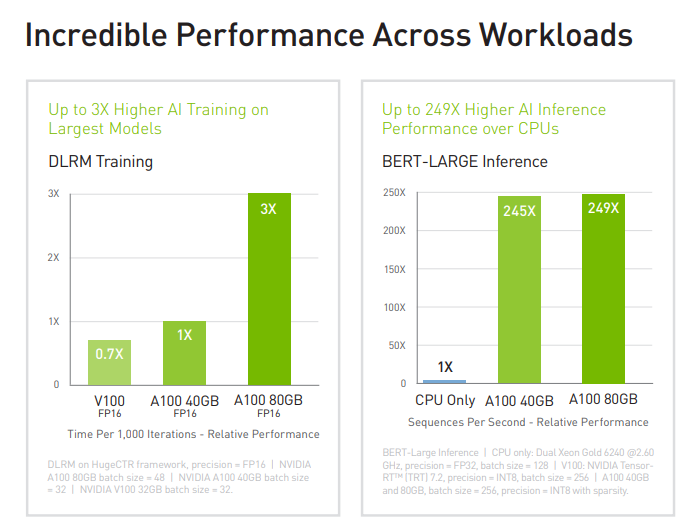 Incredible Performance Across Workloads
Up to 3X Higher AI Training on
Largest Models
DLRM Training
3X
2X
1X
0
0.7X
1X
3X
V100
FP16
A100 40GB
FP16
A100 80GB
FP16
Time Per 1,000 Iterations - Relative Performance
DLRM on HugeCTR framework, precision = FP16 | NVIDIA
A100 80GB batch size = 48 | NVIDIA A100 40GB batch size
= 32 | NVIDIA V100 32GB batch size = 32.
Up to 249X Higher AI Inference
Performance over CPUs
BERT-LARGE Inference
250X
200X
150X
100X
50X
0
1X
245X
249X
CPU Only
A100 40GB
A100 80GB
Sequences Per Second - Relative Performance
BERT-Large Inference | CPU only: Dual Xeon Gold 6240 @2.60
GHz, precision = FP32, batch size = 128 | V100: NVIDIA Tensor-
RT™ (TRT) 7.2, precision = INT8, batch size = 256 | A100 40GB
and 80GB, batch size = 256, precision = INT8 with sparsity.